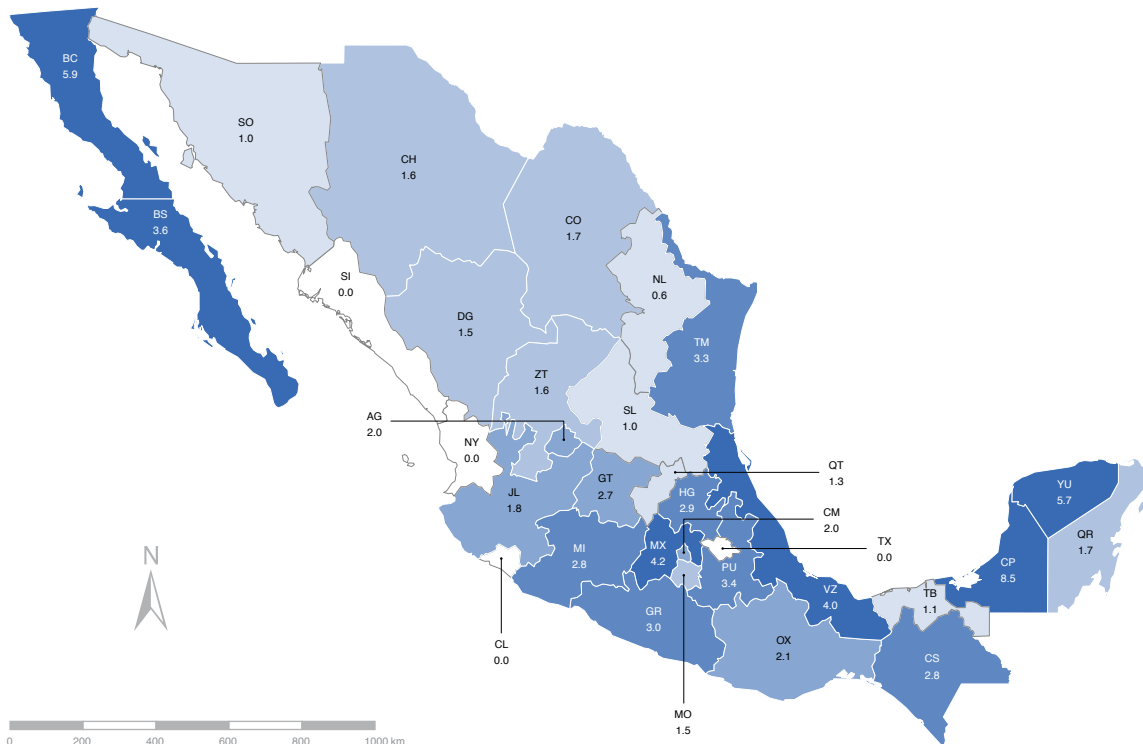 BC
5.9
SO
1.0
CH
1.6
BS
3.6
CO
1.7
SI
0.0
NL
0.6
DG
1.5
TM
3.3
ZT
1.6
AG
2.0
SL
1.0
NY
0.0
QT
1.3
GT
2.7
JL
1.8
HG
2.9
YU
5.7
CM
2.0
TX
0.0
QR
1.7
MI
2.8
MX
4.2
PU
3.4
CP
8.5
VZ
4.0
TB
1.1
N
GR
3.0
OX
2.1
CL
0.0
CS
2.8
MO
1.5
0 200 400 600 800 1000 km